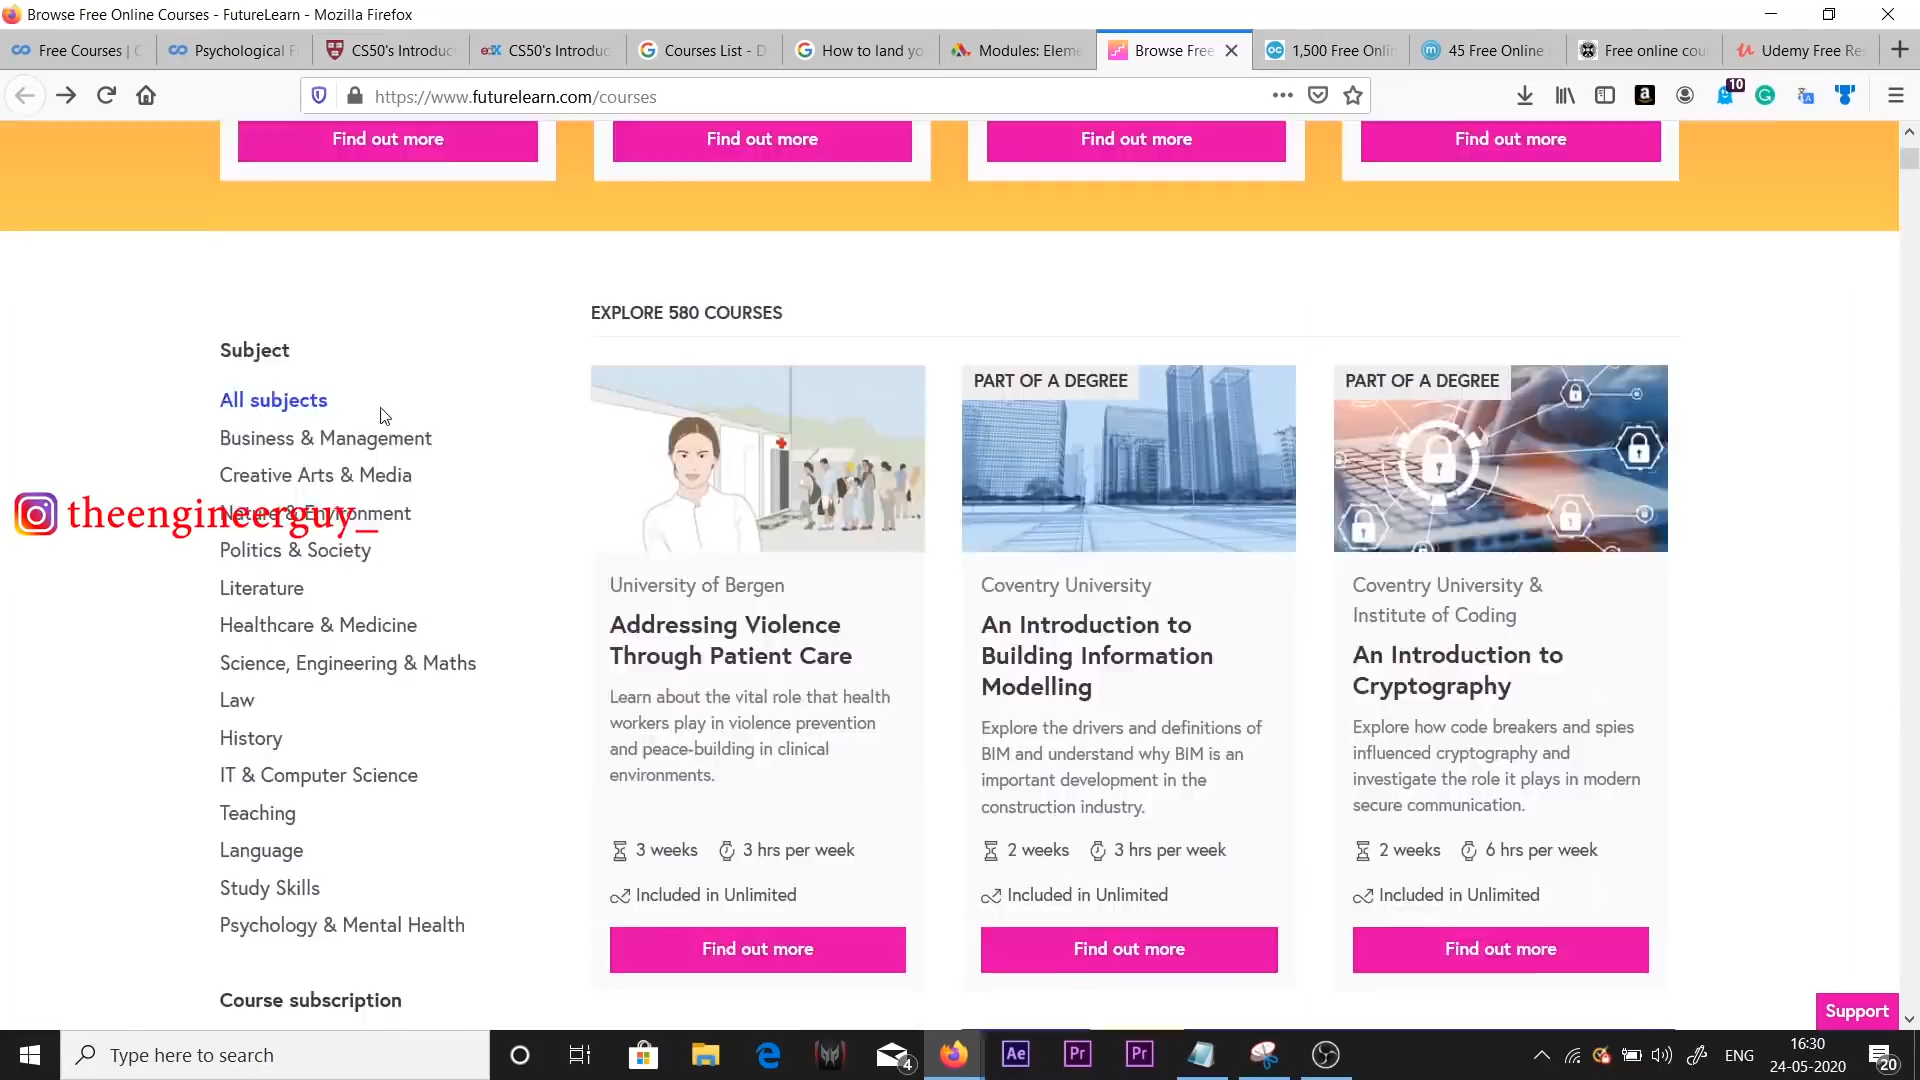 Browse Free Online Courses - FutureLearn - Mozilla Firefox
Free Courses | C
Psychological F
CS50's Introduc
edX CS50's Introduc
Courses List - D
How to land yo
Modules: Eleme
Browse Free
1,500 Free Onli
45 Free Online
Free online cou
Udemy Free Re
https://www.futurelearn.com/courses
10
Find out more
Find out more
Find out more
Find out more
EXPLORE 580 COURSES
Subject
All subjects
Business & Management
Creative Arts & Media
Nature & Environment
theengineerguy_
Politics & Society
Literature
Healthcare & Medicine
Science, Engineering & Maths
Law
History
IT & Computer Science
Teaching
Language
Study Skills
Psychology & Mental Health
Course subscription
University of Bergen
Addressing Violence
Through Patient Care
Learn about the vital role that health
workers play in violence prevention
and peace-building in clinical
environments.
3 weeks 3 hrs per week
Included in Unlimited
Find out more
PART OF A DEGREE
Coventry University
An Introduction to
Building Information
Modelling
Explore the drivers and definitions of
BIM and understand why BIM is an
important development in the
construction industry.
2 weeks 3 hrs per week
Included in Unlimited
Find out more
PART OF A DEGREE
Coventry University &
Institute of Coding
An Introduction to
Cryptography
Explore how code breakers and spies
influenced cryptography and
investigate the role it plays in modern
secure communication.
2 weeks 6 hrs per week
Included in Unlimited
Find out more
Support
Type here to search
4
Ae
Pr
Pr
ENG
16:30
24-05-2020
20